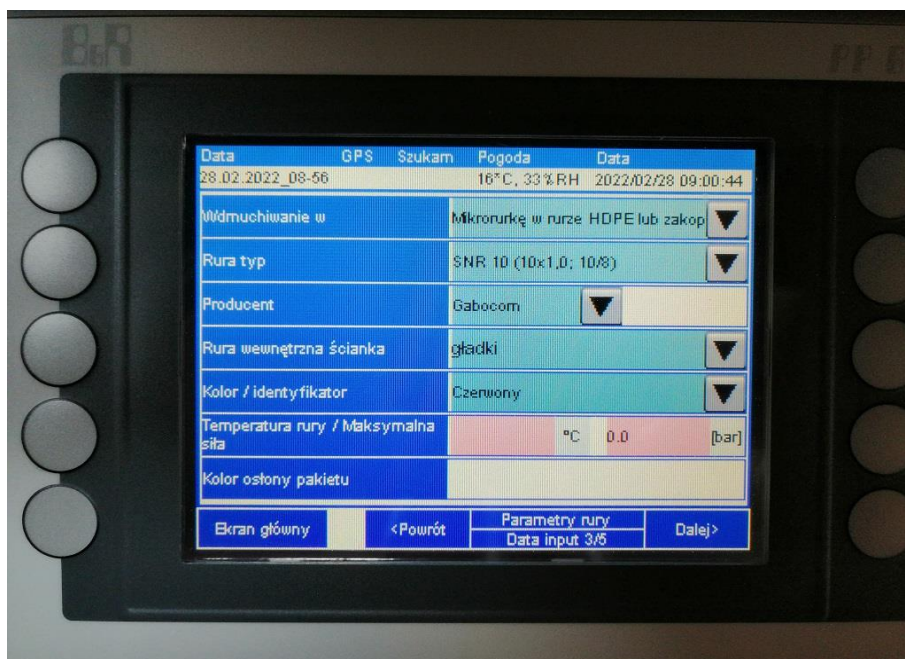 B&R
PP
Data GPS Szukam Pogoda Data
28.02.2022_08-56 16°C, 33%RH 2022/02/28 09:00:44
Wdmuchiwanie w Mikrorurkę w rurze HDPE lub zakop
Rura typ SNR 10 (10x1,0; 10/8)
Producent Gabocom
Rura wewnętrzna ścianka gładki
Kolor / identyfikator Czerwony
Temperatura rury / Maksymalna
siła °C 0.0 [bar]
Kolor osłony pakietu
Ekran główny <Powrót Parametry rury Dalej>
Data input 3/5